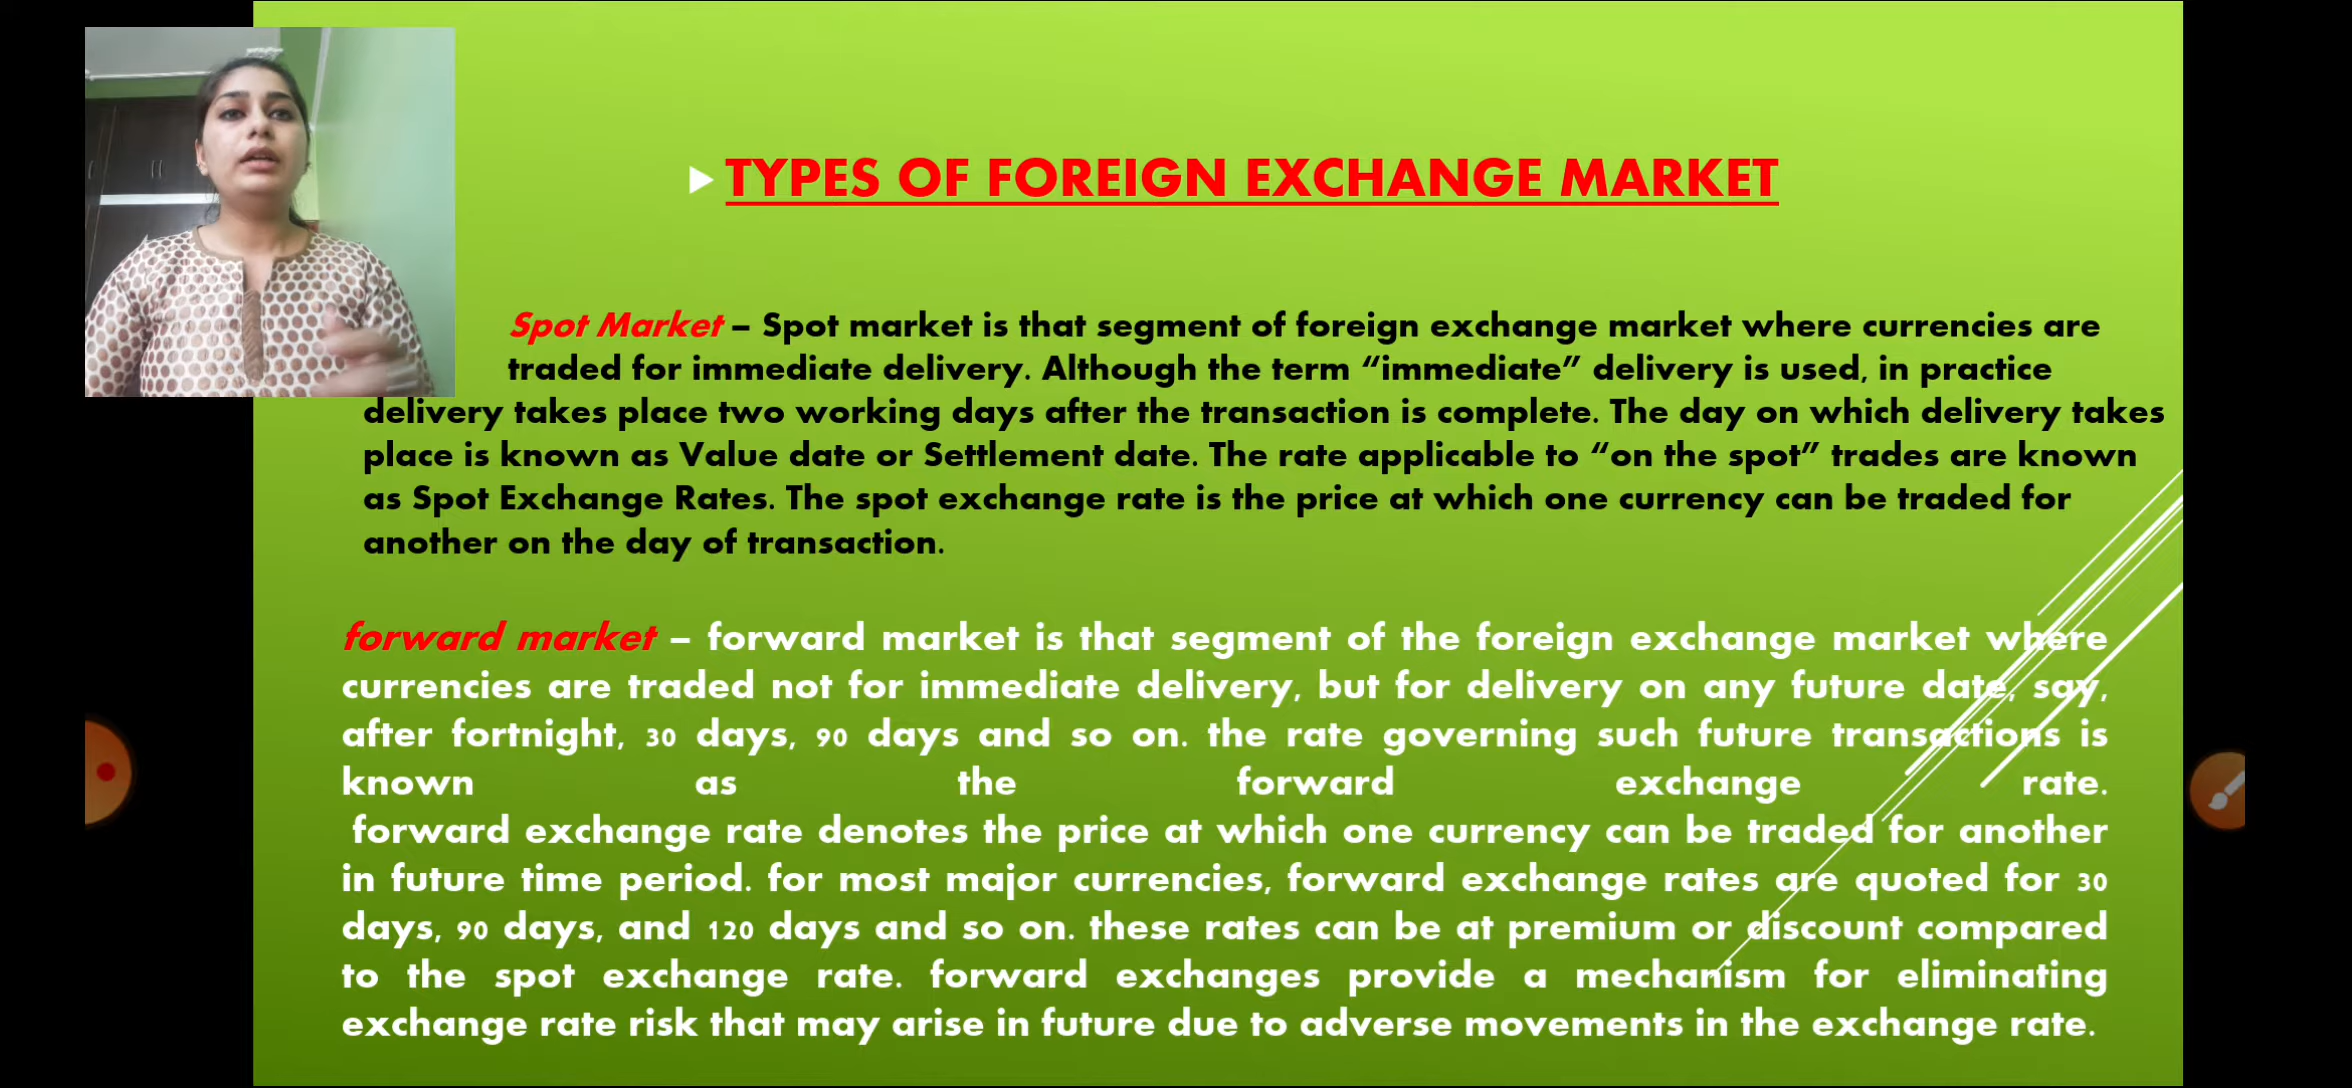 TYPES OF FOREIGN EXCHANGE MARKET
Spot Market – Spot market is that segment of foreign exchange market where currencies are
traded for immediate delivery. Although the term “immediate” delivery is used, in practice
delivery takes place two working days after the transaction is complete. The day on which delivery takes
place is known as Value date or Settlement date. The rate applicable to “on the spot” trades are known
as Spot Exchange Rates. The spot exchange rate is the price at which one currency can be traded for
another on the day of transaction.
forward market – forward market is that segment of the foreign exchange market where
currencies are traded not for immediate delivery, but for delivery on any future date, say,
after fortnight, 30 days, 90 days and so on. the rate governing such future transactions is
known as the forward exchange rate.
forward exchange rate denotes the price at which one currency can be traded for another
in future time period. for most major currencies, forward exchange rates are quoted for 30
days, 90 days, and 120 days and so on. these rates can be at premium or discount compared
to the spot exchange rate. forward exchanges provide a mechanism for eliminating
exchange rate risk that may arise in future due to adverse movements in the exchange rate.